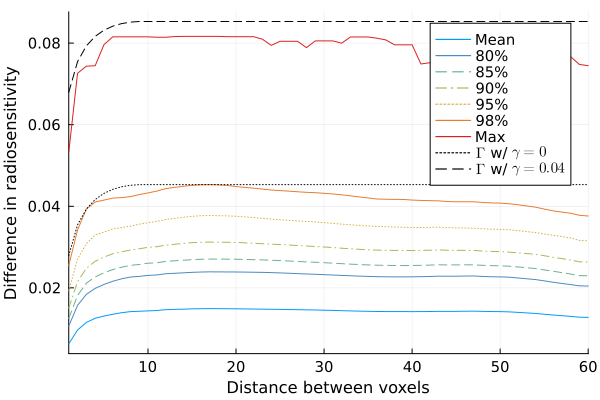 Difference in radiosensitivity
0.08
0.06
0.04
0.02
Mean
80%
85%
90%
95%
98%
Max
Γ w/ γ = 0
Γ w/ γ = 0.04
10 20 30 40 50 60
Distance between voxels